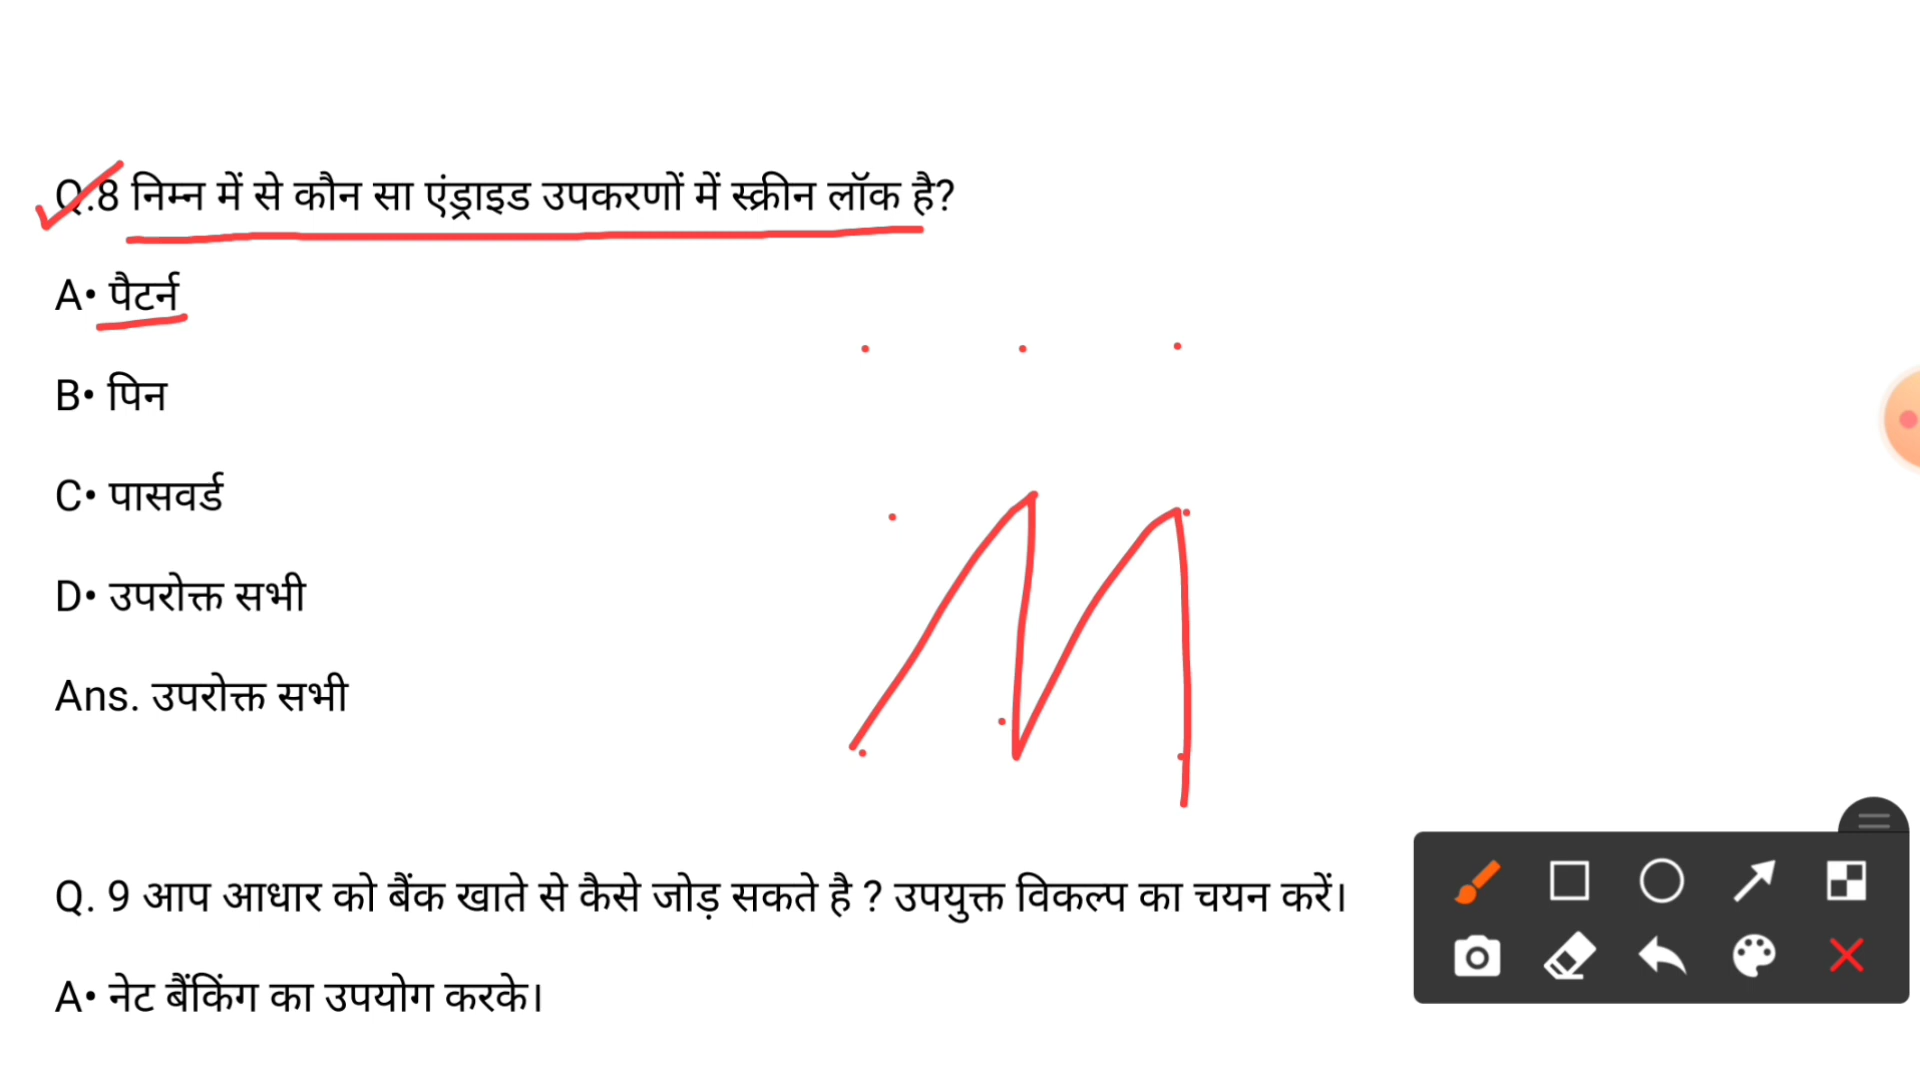 Q.8 निम्न में से कौन सा एंड्राइड उपकरणों में स्क्रीन लॉक है?
A• पैटर्न
B• पिन
C• पासवर्ड
D• उपरोक्त सभी
Ans. उपरोक्त सभी
Q. 9 आप आधार को बैंक खाते से कैसे जोड़ सकते है ? उपयुक्त विकल्प का चयन करें।
A• नेट बैंकिंग का उपयोग करके।